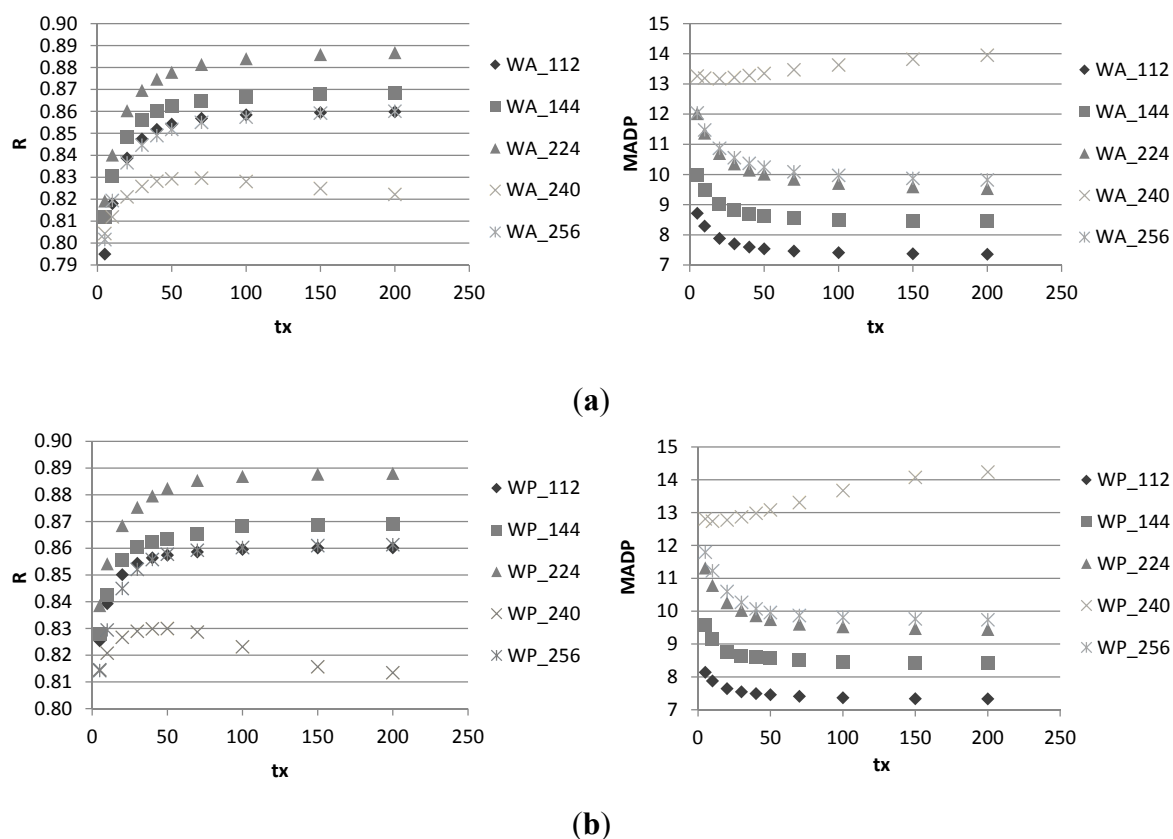 0.90
0.89
0.88
0.87
0.86
0.85
0.84
0.83
0.82
0.81
0.80
0.79
R
0 50 100 150 200 250
tx
WA_112
WA_144
WA_224
WA_240
WA_256
15
14
13
12
11
10
9
8
7
MADP
0 50 100 150 200 250
tx
WA_112
WA_144
WA_224
WA_240
WA_256
(a)
0.90
0.89
0.88
0.87
0.86
0.85
0.84
0.83
0.82
0.81
0.80
R
0 50 100 150 200 250
tx
WP_112
WP_144
WP_224
WP_240
WP_256
15
14
13
12
11
10
9
8
7
MADP
0 50 100 150 200 250
tx
WP_112
WP_144
WP_224
WP_240
WP_256
(b)